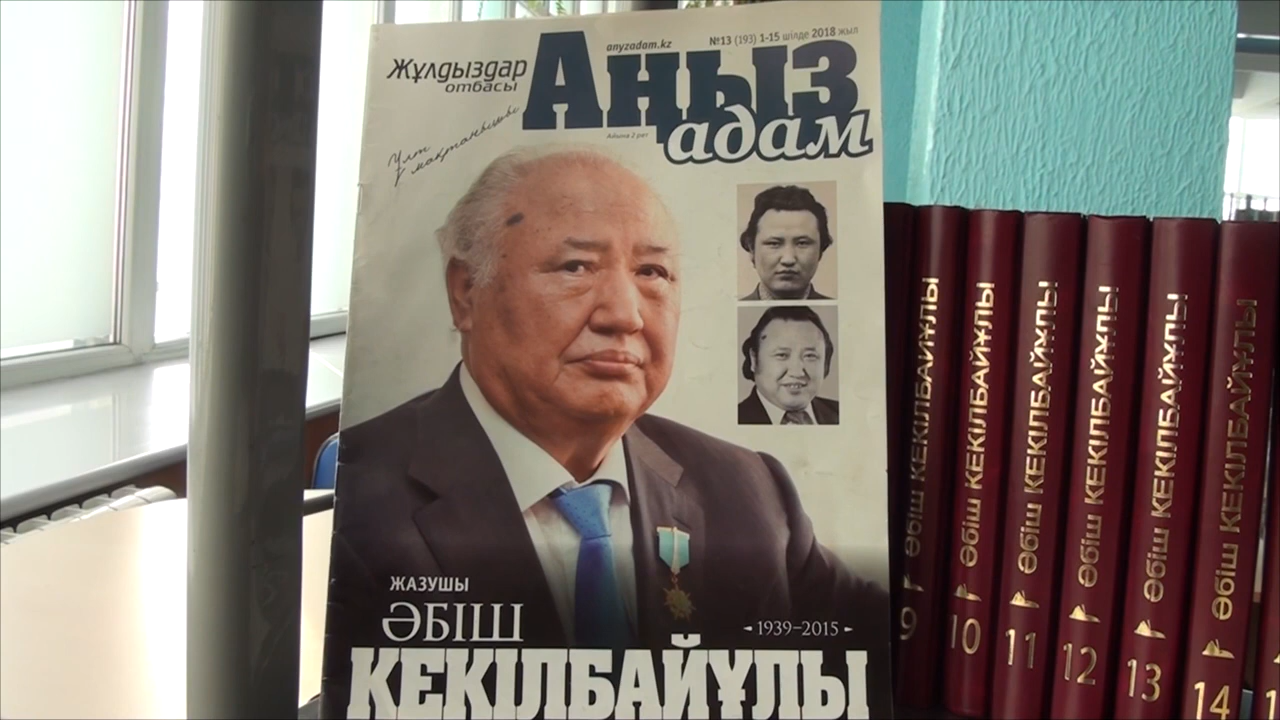 anyzadam.kz
№13 (193) 1-15 шілде 2018 жыл
Жұлдыздар
отбасы
Аңыз
адам
Айына 2 рет
Ұлт
мақтанышы
ЖАЗУШЫ
ӘБІШ
1939–2015
КЕКІЛБАЙҰЛЫ
ӘБІШ КЕКІЛБАЙҰЛЫ
9
ӘБІШ КЕКІЛБАЙҰЛЫ
10
ӘБІШ КЕКІЛБАЙҰЛЫ
11
ӘБІШ КЕКІЛБАЙҰЛЫ
12
ӘБІШ КЕКІЛБАЙҰЛЫ
13
ӘБІШ КЕКІЛБАЙҰЛЫ
14